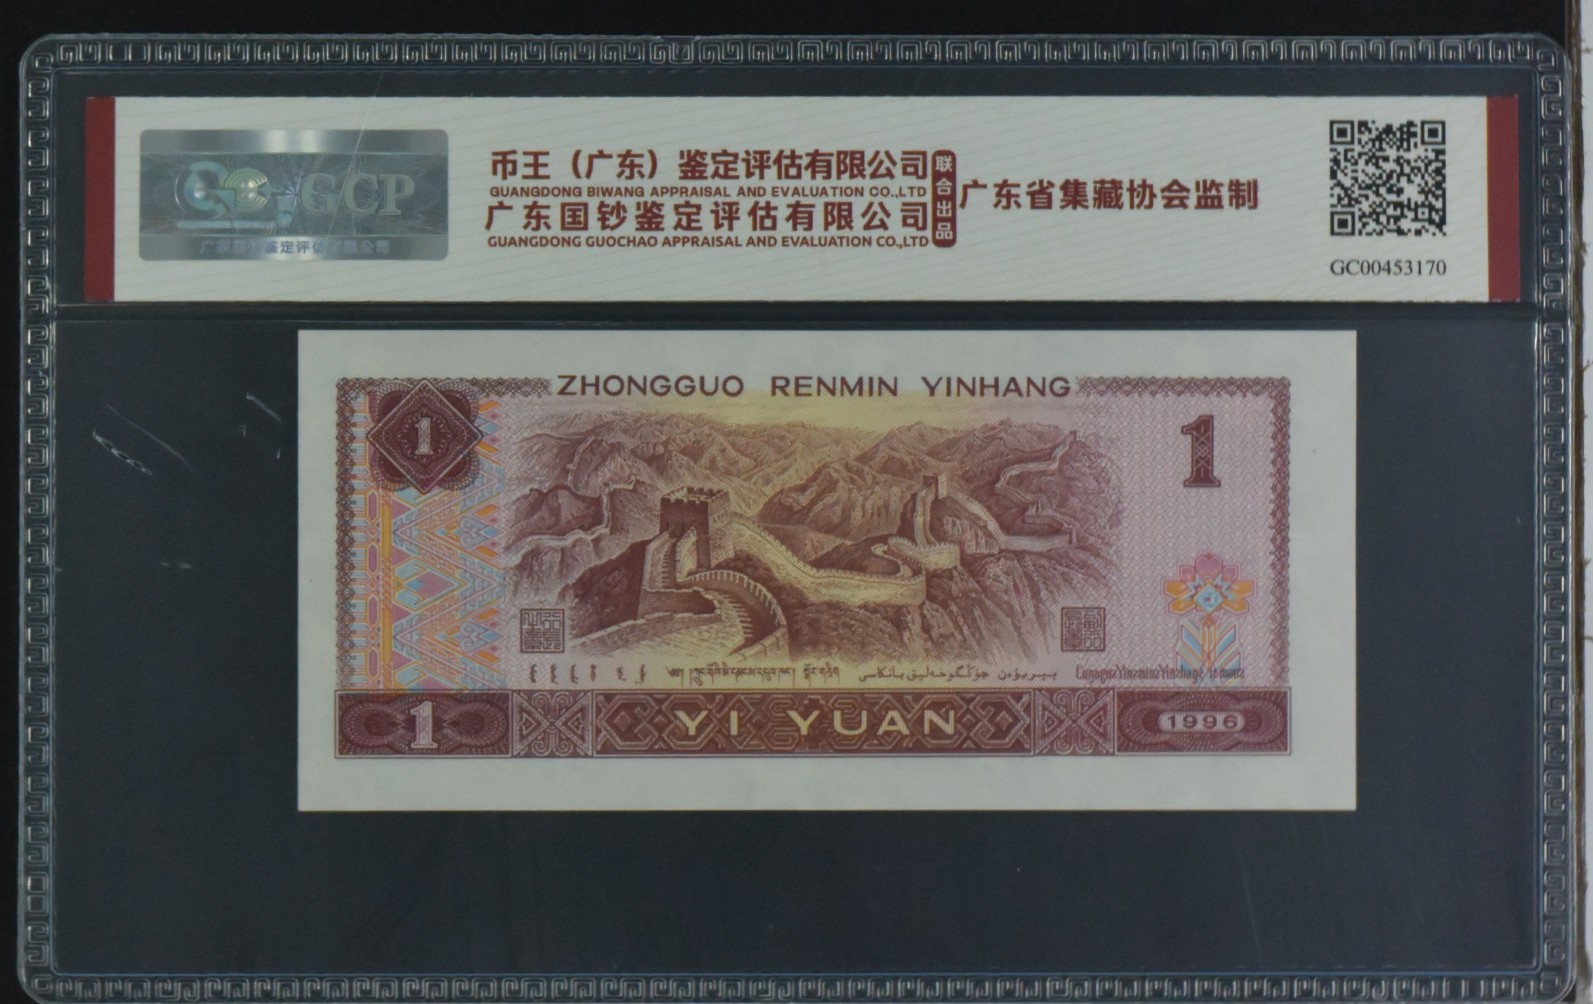 GCP
币王（广东）鉴定评估有限公司
GUANGDONG BIWANG APPRAISAL AND EVALUATION CO.,LTD
广东国钞鉴定评估有限公司
GUANGDONG GUOCHAO APPRAISAL AND EVALUATION CO.,LTD
联合出品
广东省集藏协会监制
GC00453170
ZHONGGUO RENMIN YINHANG
1
1
1
YI YUAN
1996